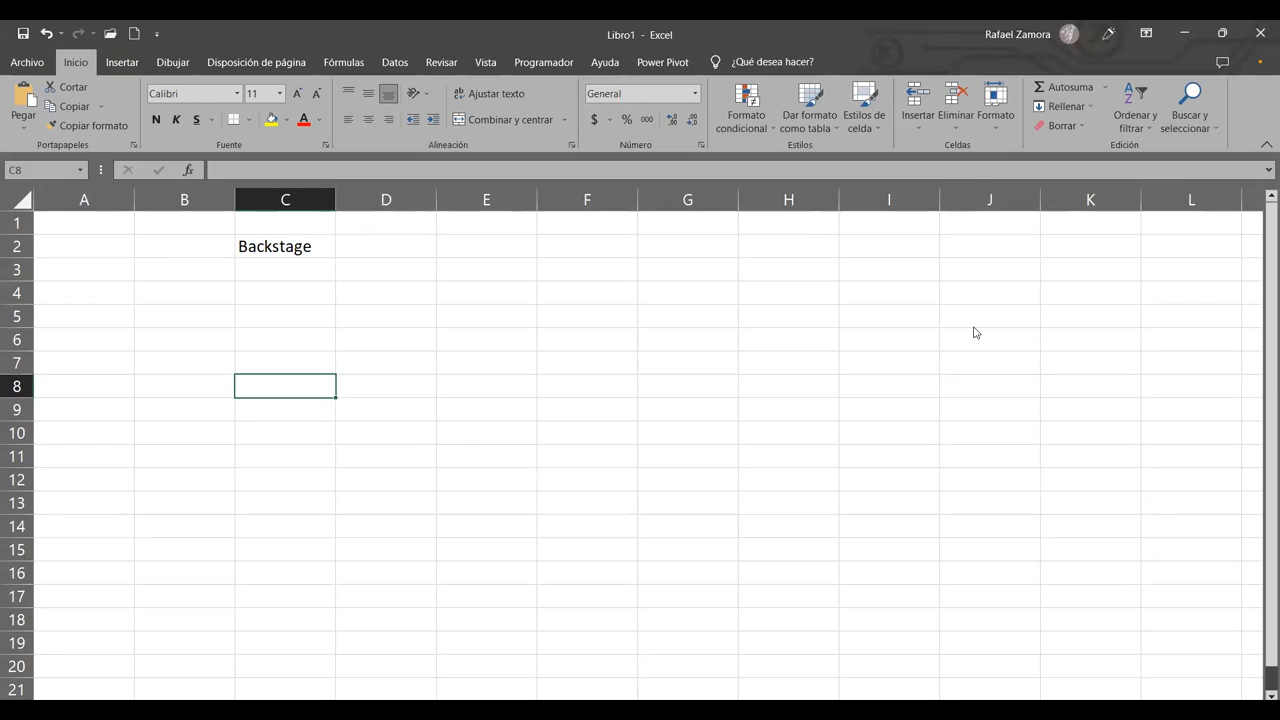 Libro1 - Excel
Rafael Zamora
Archivo Inicio Insertar Dibujar Disposición de página Fórmulas Datos Revisar Vista Programador Ayuda Power Pivot ¿Qué desea hacer?
Pegar
Cortar
Copiar
Copiar formato
Portapapeles
Calibri 11
N K S A
Fuente
ab Ajustar texto
Combinar y centrar
Alineación
General
$ % 000
Número
Formato condicional
Dar formato como tabla
Estilos de celda
Estilos
Insertar
Eliminar
Formato
Celdas
Autosuma
Rellenar
Borrar
Ordenar y filtrar
Buscar y seleccionar
Edición
C8 fx
A B C D E F G H I J K L
1
2 Backstage
3
4
5
6
7
8
9
10
11
12
13
14
15
16
17
18
19
20
21